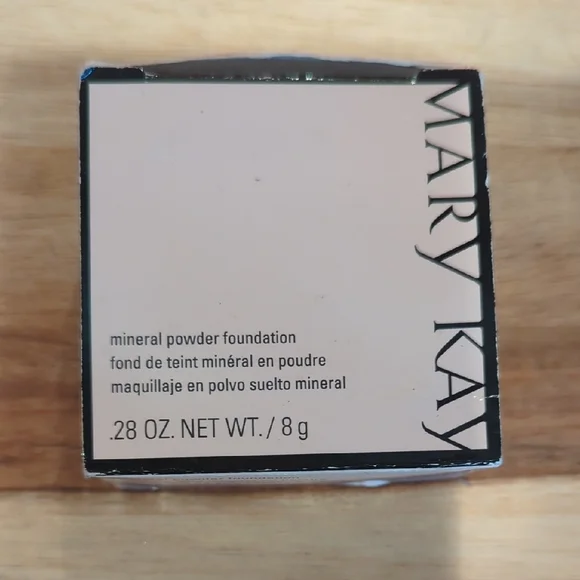 MARY KAY
mineral powder foundation
fond de teint minéral en poudre
maquillaje en polvo suelto mineral
.28 OZ. NET WT. / 8 g